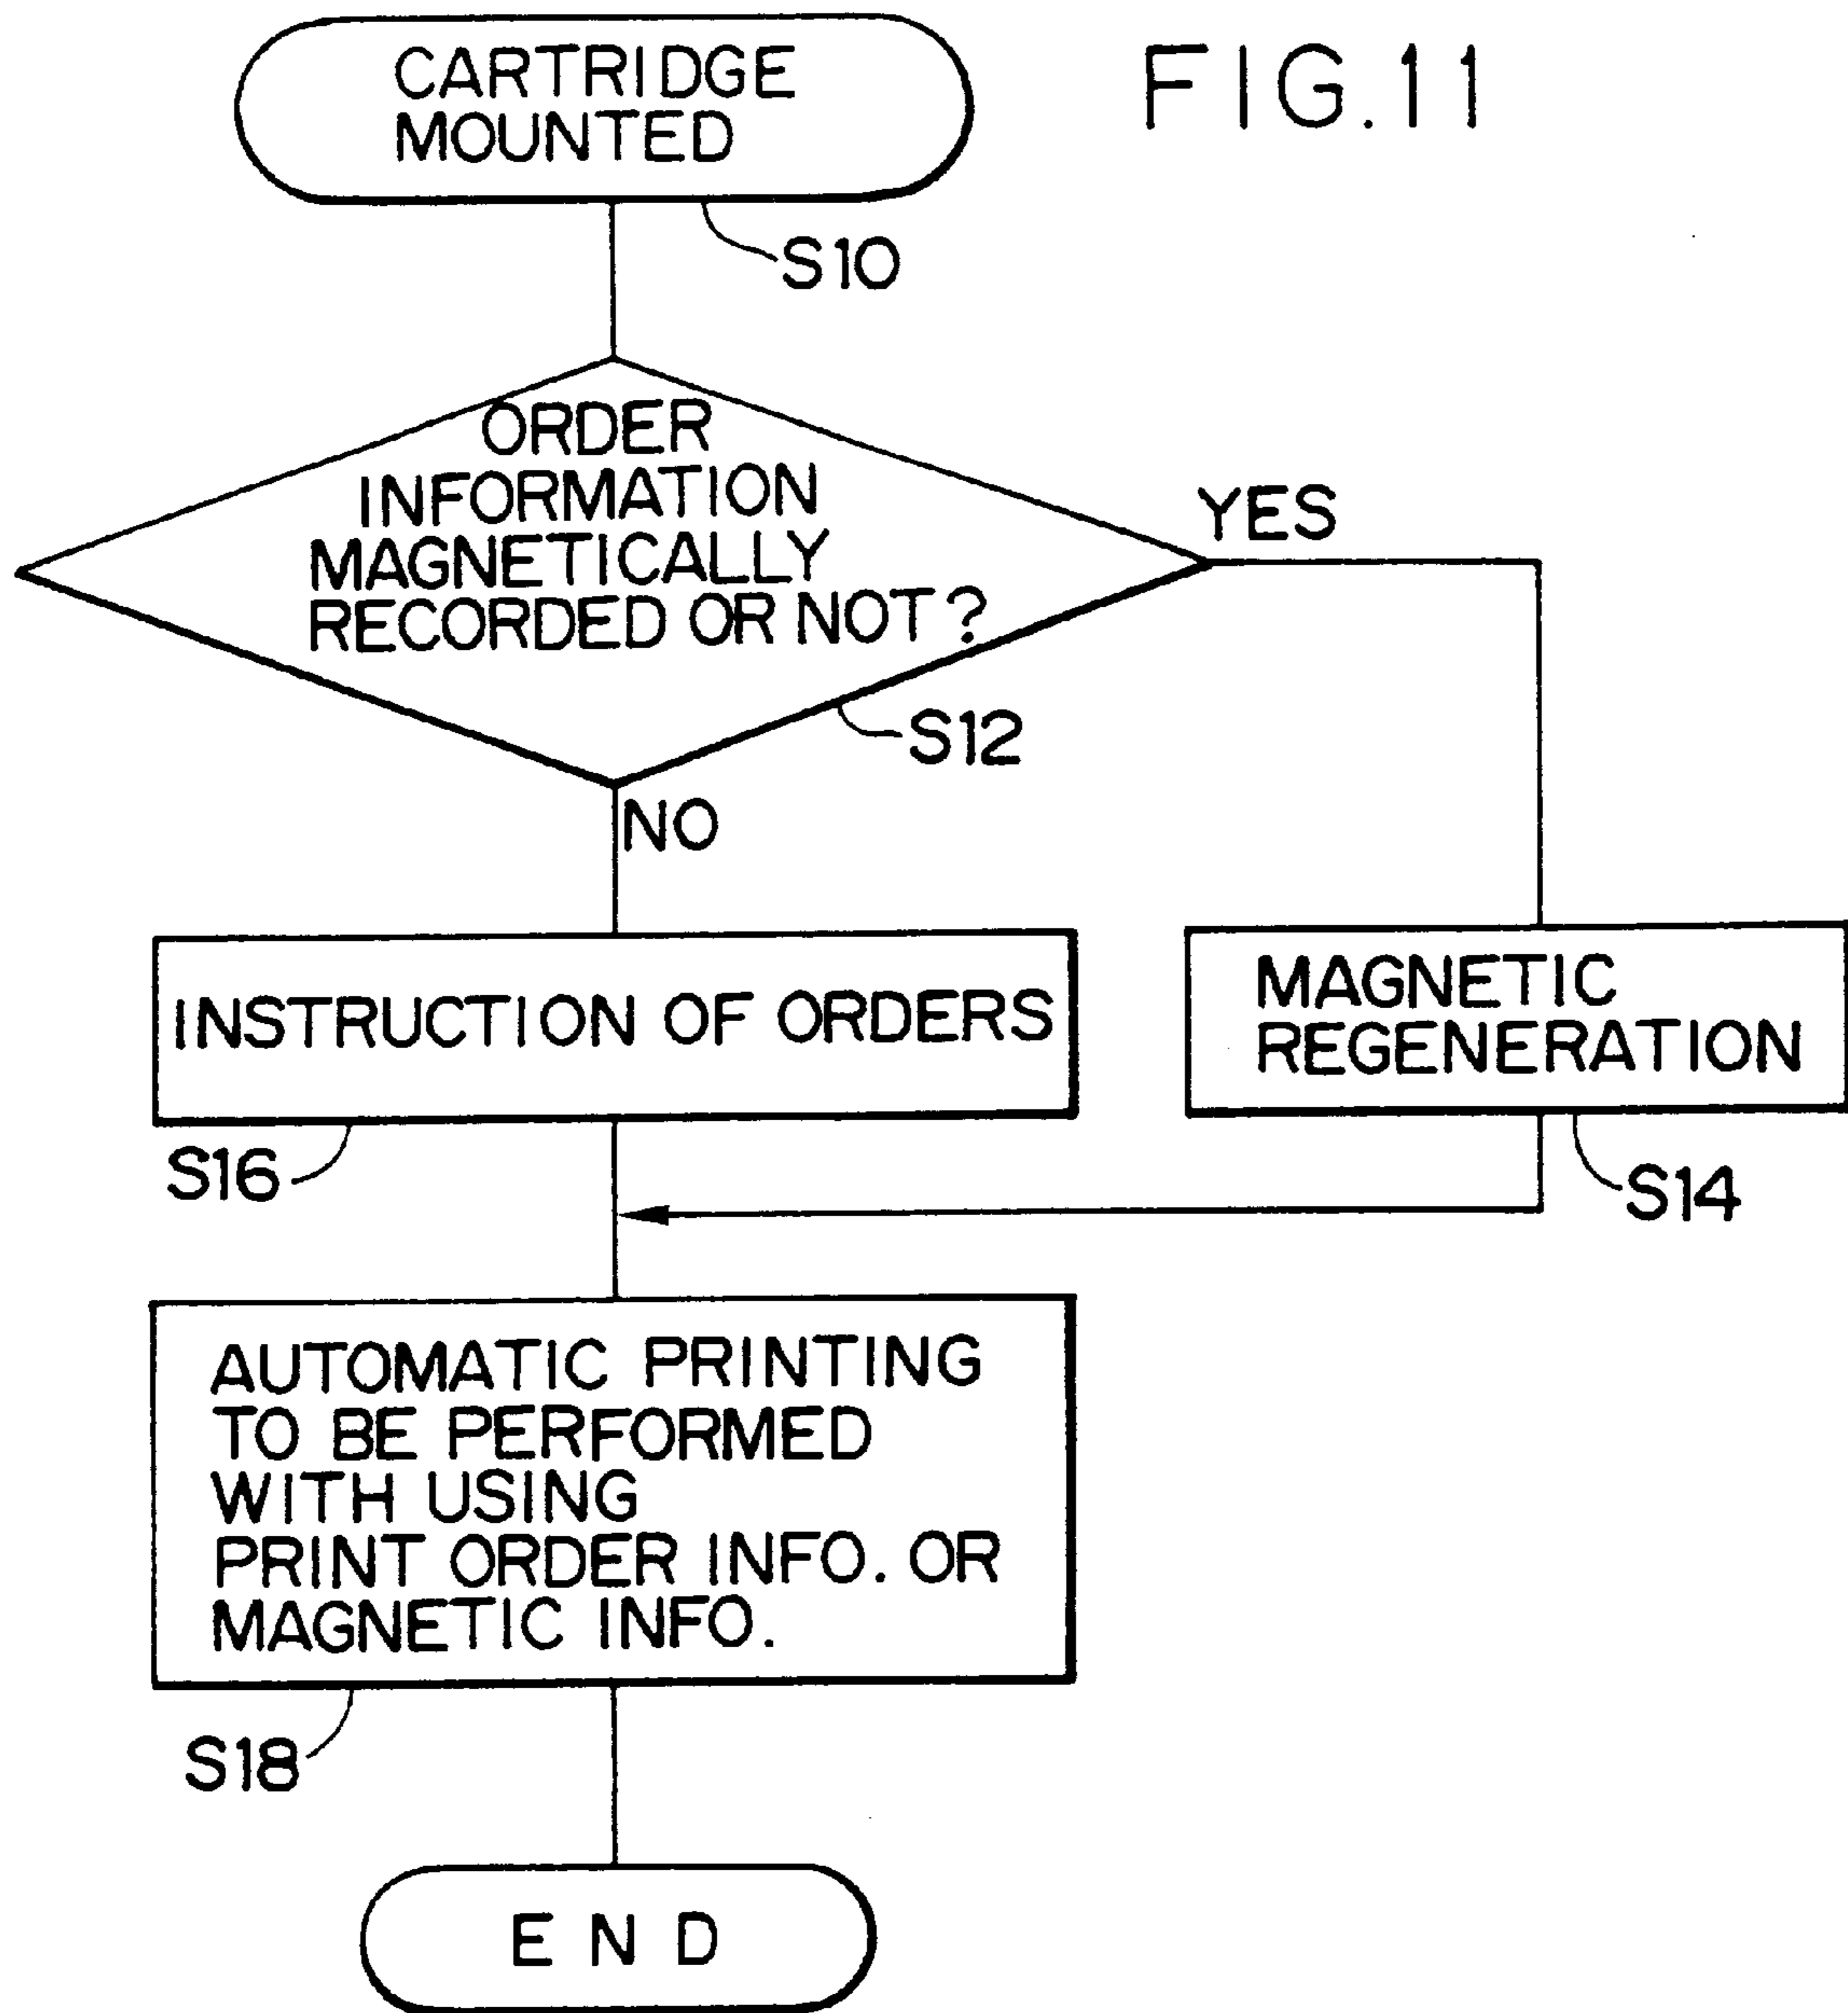 FIG.11
CARTRIDGE
MOUNTED
S10
ORDER
INFORMATION
MAGNETICALLY
RECORDED OR NOT?
YES
S12
NO
INSTRUCTION OF ORDERS
MAGNETIC
REGENERATION
S16
S14
AUTOMATIC PRINTING
TO BE PERFORMED
WITH USING
PRINT ORDER INFO. OR
MAGNETIC INFO.
S18
END